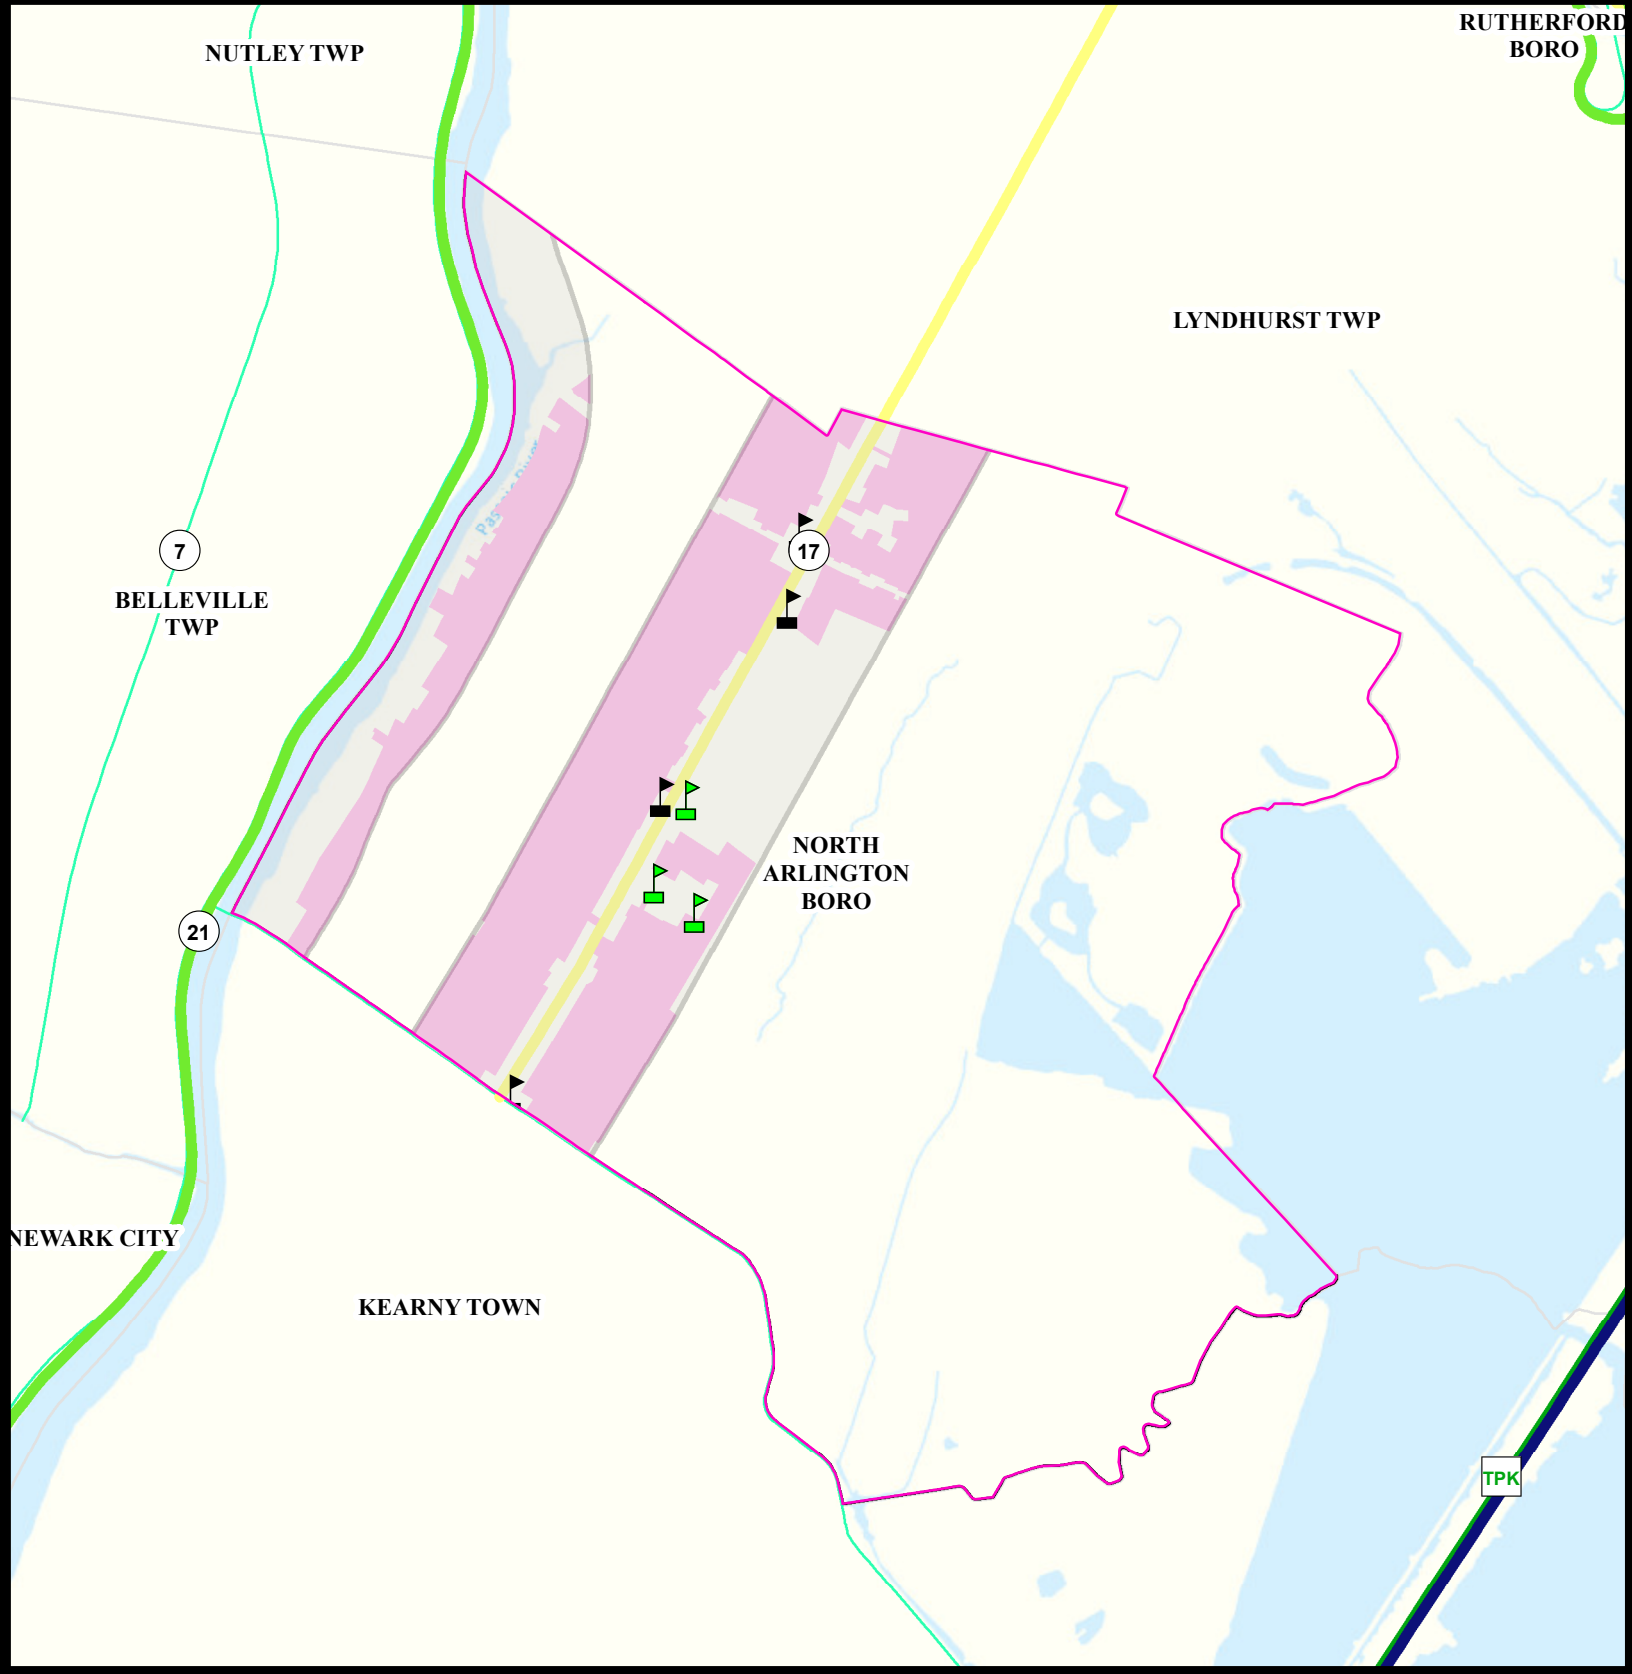 RUTHERFORD
BORO
NUTLEY TWP
LYNDHURST TWP
7
17
BELLEVILLE
TWP
NORTH
ARLINGTON
BORO
21
NEWARK CITY
KEARNY TOWN
TPK